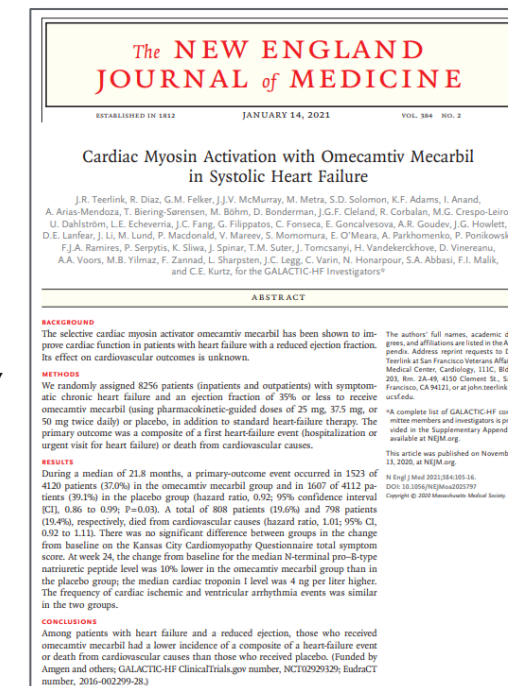 The NEW ENGLAND
JOURNAL of MEDICINE
ESTABLISHED IN 1812 JANUARY 14, 2021 VOL. 384 NO. 2
Cardiac Myosin Activation with Omecamtiv Mecarbil
in Systolic Heart Failure
J.R. Teerlink, R. Diaz, G.M. Felker, J.J.V. McMurray, M. Metra, S.D. Solomon, K.F. Adams, I. Anand,
A. Arias-Mendoza, T. Biering-Sørensen, M. Böhm, D. Bonderman, J.G.F. Cleland, R. Corbalan, M.G. Crespo-Leiro
U. Dahlström, L.E. Echeverria, J.C. Fang, G. Filippatos, C. Fonseca, E. Goncalvesova, A.R. Goudev, J.G. Howlett,
D.E. Lanfear, J. Li, M. Lund, P. Macdonald, V. Mareev, S. Momomura, E. O'Meara, A. Parkhomenko, P. Ponikowsk
F.J.A. Ramires, P. Serpytis, K. Sliwa, J. Spinar, T.M. Suter, J. Tomcsanyi, H. Vandekerckhove, D. Vinereanu,
A.A. Voors, M.B. Yilmaz, F. Zannad, L. Sharpsten, J.C. Legg, C. Varin, N. Honarpour, S.A. Abbasi, F.I. Malik,
and C.E. Kurtz, for the GALACTIC-HF Investigators*
ABSTRACT
BACKGROUND
The selective cardiac myosin activator omecamtiv mecarbil has been shown to im-
prove cardiac function in patients with heart failure with a reduced ejection fraction.
Its effect on cardiovascular outcomes is unknown.
METHODS
We randomly assigned 8256 patients (inpatients and outpatients) with symptom-
atic chronic heart failure and an ejection fraction of 35% or less to receive
omecamtiv mecarbil (using pharmacokinetic-guided doses of 25 mg, 37.5 mg, or
50 mg twice daily) or placebo, in addition to standard heart-failure therapy. The
primary outcome was a composite of a first heart-failure event (hospitalization or
urgent visit for heart failure) or death from cardiovascular causes.
RESULTS
During a median of 21.8 months, a primary-outcome event occurred in 1523 of
4120 patients (37.0%) in the omecamtiv mecarbil group and in 1607 of 4112 pa-
tients (39.1%) in the placebo group (hazard ratio, 0.92; 95% confidence interval
[CI], 0.86 to 0.99; P=0.03). A total of 808 patients (19.6%) and 798 patients
(19.4%), respectively, died from cardiovascular causes (hazard ratio, 1.01; 95% CI,
0.92 to 1.11). There was no significant difference between groups in the change
from baseline on the Kansas City Cardiomyopathy Questionnaire total symptom
score. At week 24, the change from baseline for the median N-terminal pro–B-type
natriuretic peptide level was 10% lower in the omecamtiv mecarbil group than in
the placebo group; the median cardiac troponin I level was 4 ng per liter higher.
The frequency of cardiac ischemic and ventricular arrhythmia events was similar
in the two groups.
CONCLUSIONS
Among patients with heart failure and a reduced ejection, those who received
omecamtiv mecarbil had a lower incidence of a composite of a heart-failure event
or death from cardiovascular causes than those who received placebo. (Funded by
Amgen and others; GALACTIC-HF ClinicalTrials.gov number, NCT02929329; EudraCT
number, 2016-002299-28.)
The authors' full names, academic d
grees, and affiliations are listed in the A
pendix. Address reprint requests to D
Teerlink at San Francisco Veterans Affai
Medical Center, Cardiology, 111C, Bld
203, Rm. 2A-49, 4150 Clement St., Sa
Francisco, CA 94121, or at john.teerlink
ucsf.edu.
*A complete list of GALACTIC-HF com
mittee members and investigators is pr
vided in the Supplementary Append
available at NEJM.org.
This article was published on Novemb
13, 2020, at NEJM.org.
N Engl J Med 2021;384:105-16.
DOI: 10.1056/NEJMoa2025797
Copyright © 2020 Massachusetts Medical Society.